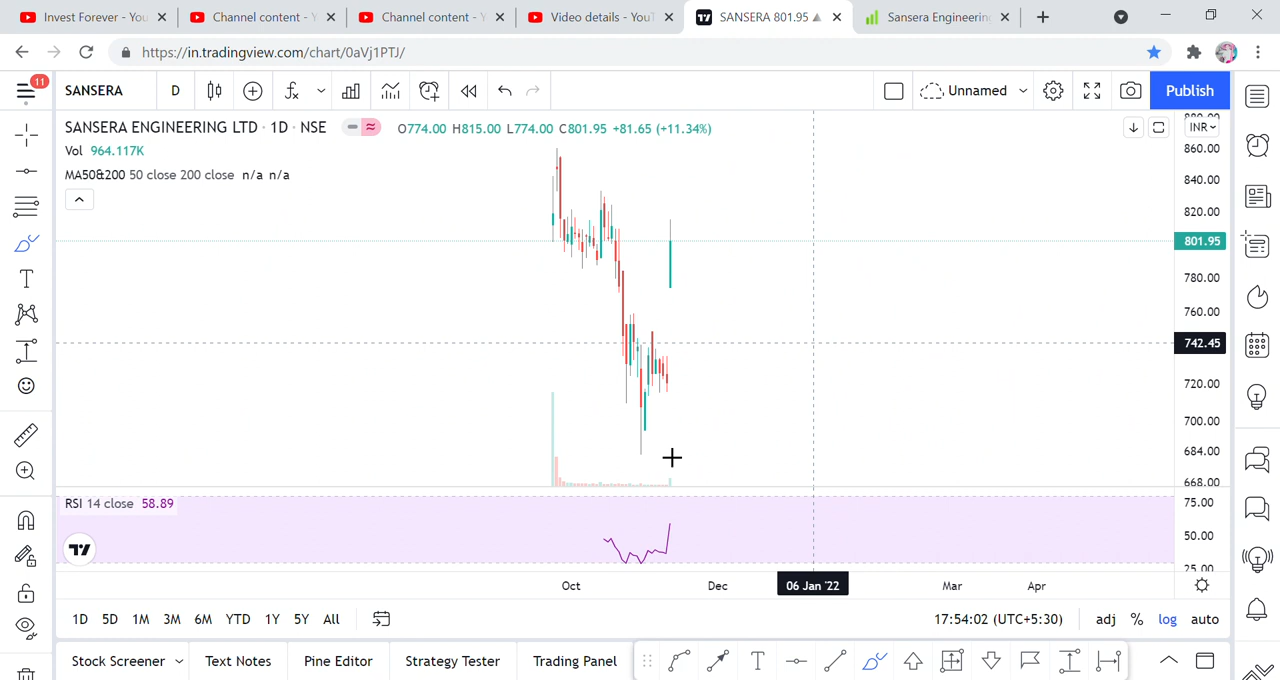 Invest Forever - You
Channel content - Y
Channel content - Y
Video details - YouT
SANSERA 801.95
Sansera Engineering
https://in.tradingview.com/chart/0aVj1PTJ/
11
SANSERA
D
Unnamed
Publish
SANSERA ENGINEERING LTD · 1D · NSE
O774.00 H815.00 L774.00 C801.95 +81.65 (+11.34%)
INR
Vol 964.117K
MA50&200 50 close 200 close n/a n/a
860.00
840.00
820.00
801.95
780.00
760.00
742.45
720.00
700.00
684.00
668.00
RSI 14 close 58.89
75.00
50.00
25.00
Oct
Dec
06 Jan '22
Mar
Apr
1D 5D 1M 3M 6M YTD 1Y 5Y All
17:54:02 (UTC+5:30)
adj % log auto
Stock Screener
Text Notes
Pine Editor
Strategy Tester
Trading Panel